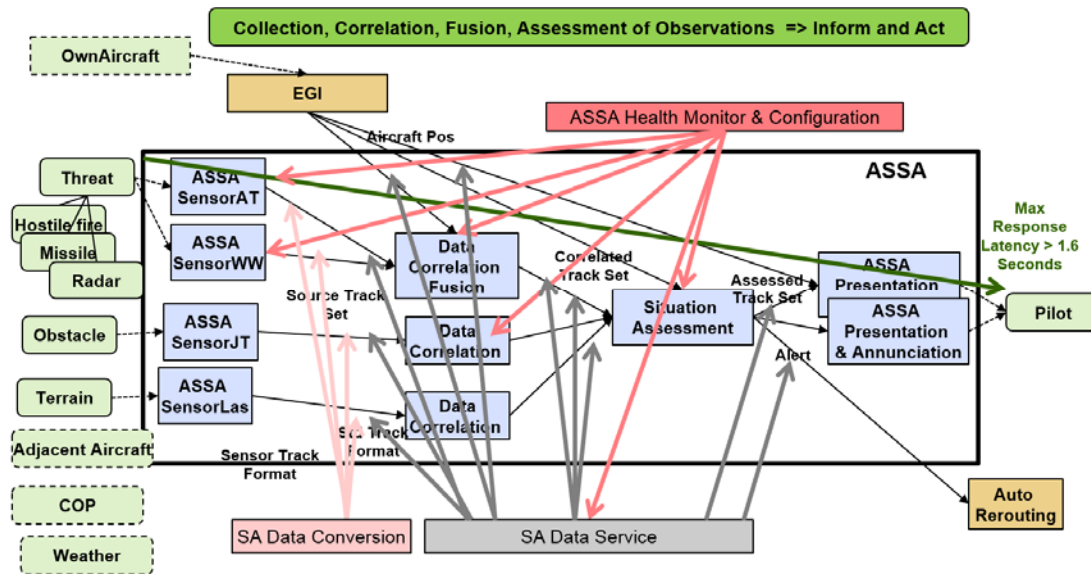 Collection, Correlation, Fusion, Assessment of Observations => Inform and Act
OwnAircraft
EGI
ASSA Health Monitor & Configuration
Aircraft Pos
ASSA
Threat
Hostile fire
Missile
Radar
ASSA
SensorAT
ASSA
SensorWW
Data
Correlation
Fusion
Correlated
Track Set
Source Track
Set
Situation
Assessment
Assessed
Track Set
ASSA
Presentation
ASSA
Presentation
& Annunciation
Max
Response
Latency > 1.6
Seconds
Pilot
Obstacle
ASSA
SensorJT
Data
Correlation
Alert
Terrain
ASSA
SensorLas
Data
Correlation
Track
Format
Sensor Track
Format
Adjacent Aircraft
COP
Weather
SA Data Conversion
SA Data Service
Auto
Rerouting